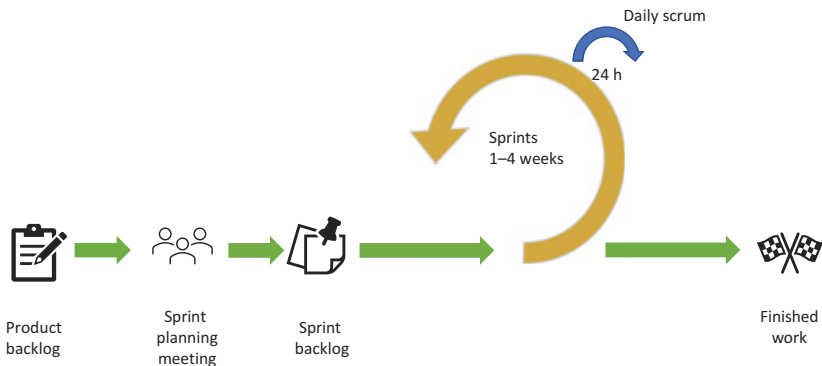 Daily scrum
24 h
Sprints
1–4 weeks
Product
backlog
Sprint
planning
meeting
Sprint
backlog
Finished
work